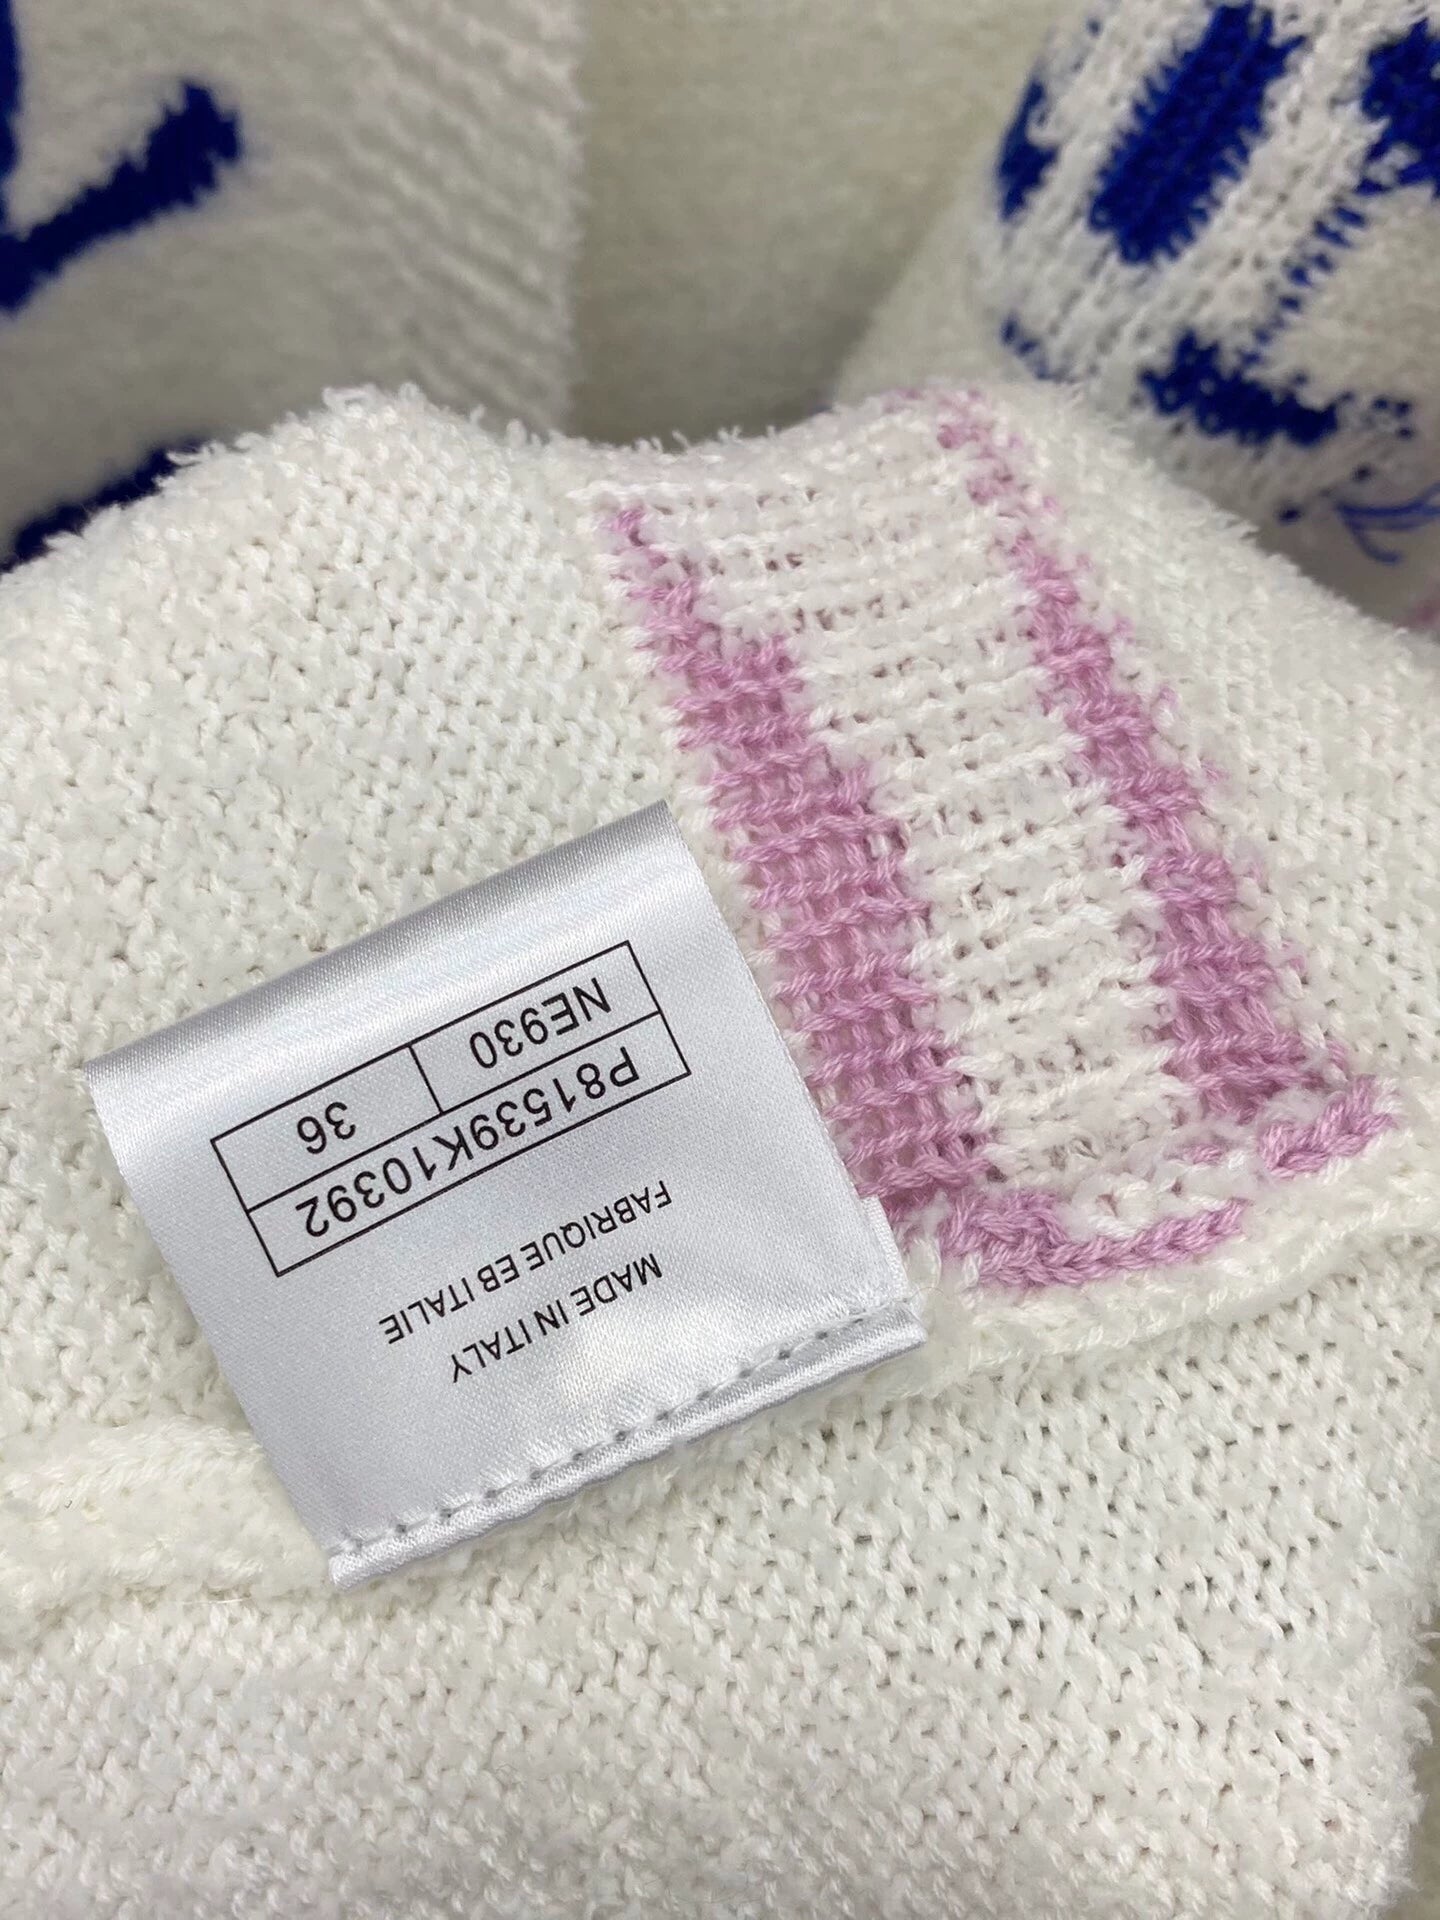 MADE IN ITALY
FABRIQUE EB ITALIE
P81539K10392
NE930 36